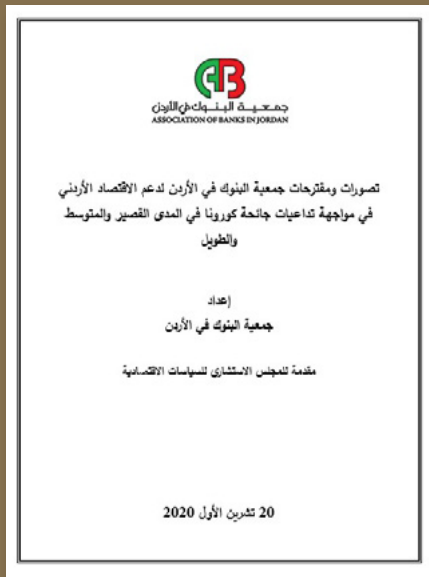 جمعية البنوك في الأردن
ASSOCIATION OF BANKS IN JORDAN
تصورات ومقترحات جمعية البنوك في الأردن لدعم الاقتصاد الأردني
في مواجهة تداعيات جائحة كورونا في المدى القصير والمتوسط
والطويل
إعداد
جمعية البنوك في الأردن
مقدمة للمجلس الاستشاري للسياسات الاقتصادية
20 تشرين الأول 2020